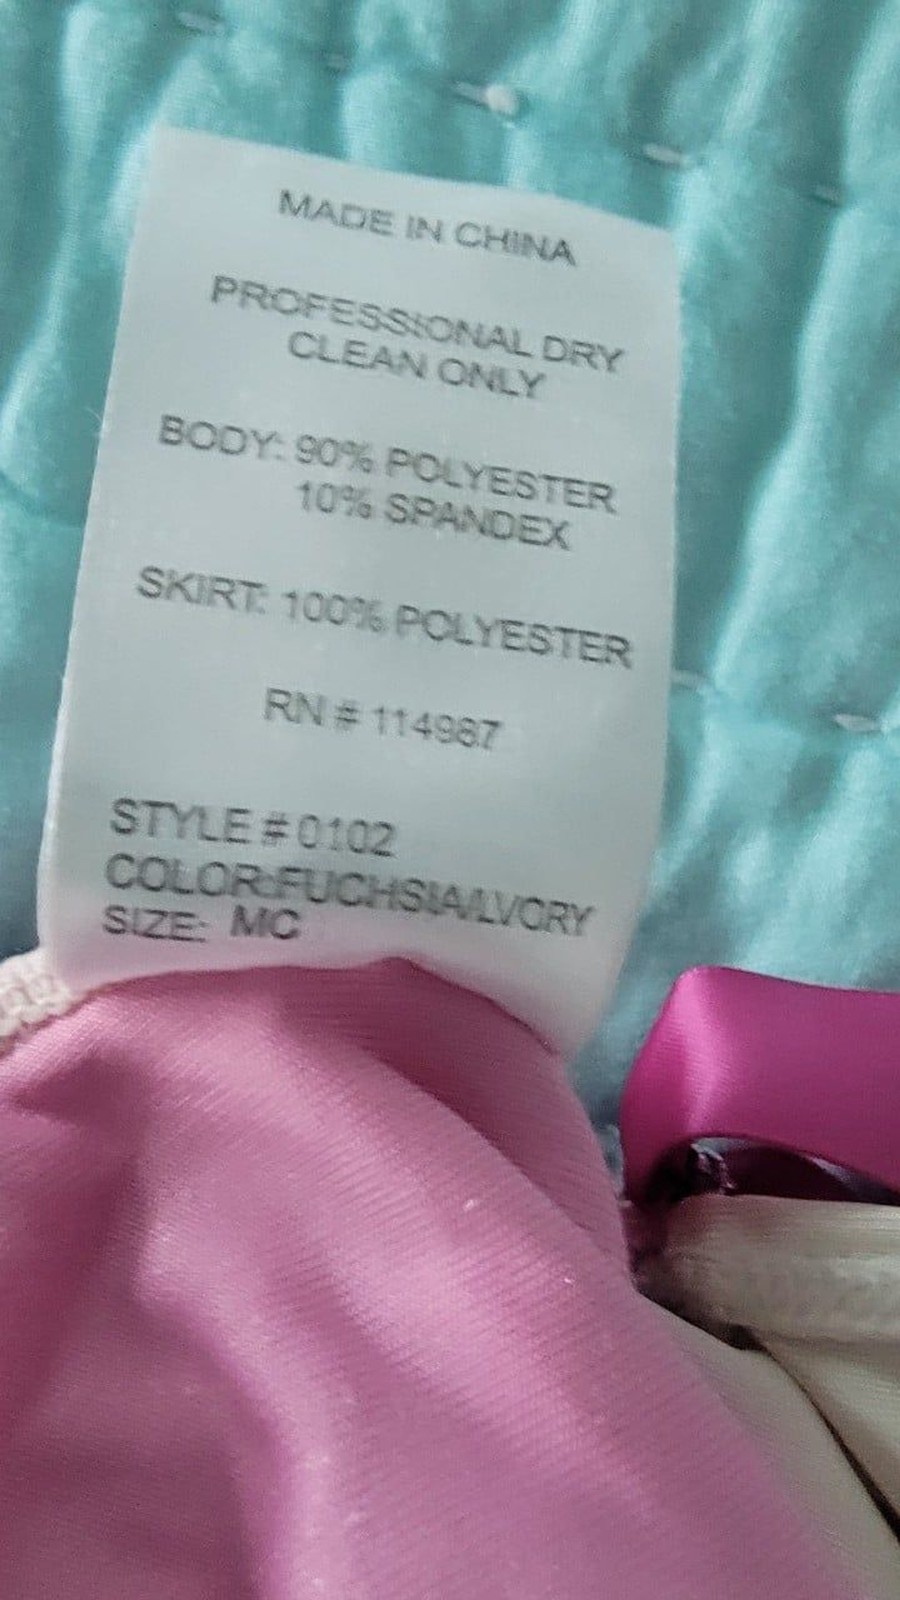 MADE IN CHINA
PROFESSIONAL DRY
CLEAN ONLY
BODY: 90% POLYESTER
10% SPANDEX
SKIRT: 100% POLYESTER
RN # 114987
STYLE # 0102
COLOR:FUCHSIA/LVORY
SIZE: MC